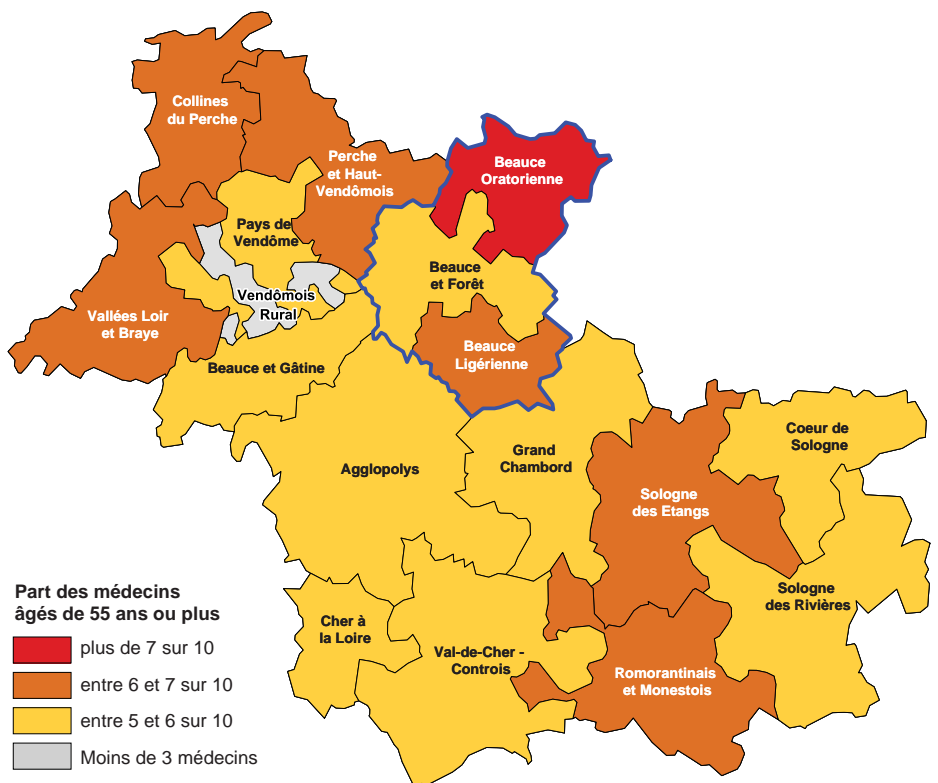 Collines
du Perche
Perche
et Haut-
Vendômois
Beauce
Oratorienne
Pays de
Vendôme
Beauce
et Forêt
Vendômois
Rural
Vallées Loir
et Braye
Beauce
Ligérienne
Beauce et Gâtine
Coeur de
Sologne
Grand
Chambord
Agglopolys
Sologne
des Etangs
Sologne
des Rivières
Cher à
la Loire
Val-de-Cher -
Controis
Romorantinais
et Monestois
Part des médecins
âgés de 55 ans ou plus
plus de 7 sur 10
entre 6 et 7 sur 10
entre 5 et 6 sur 10
Moins de 3 médecins